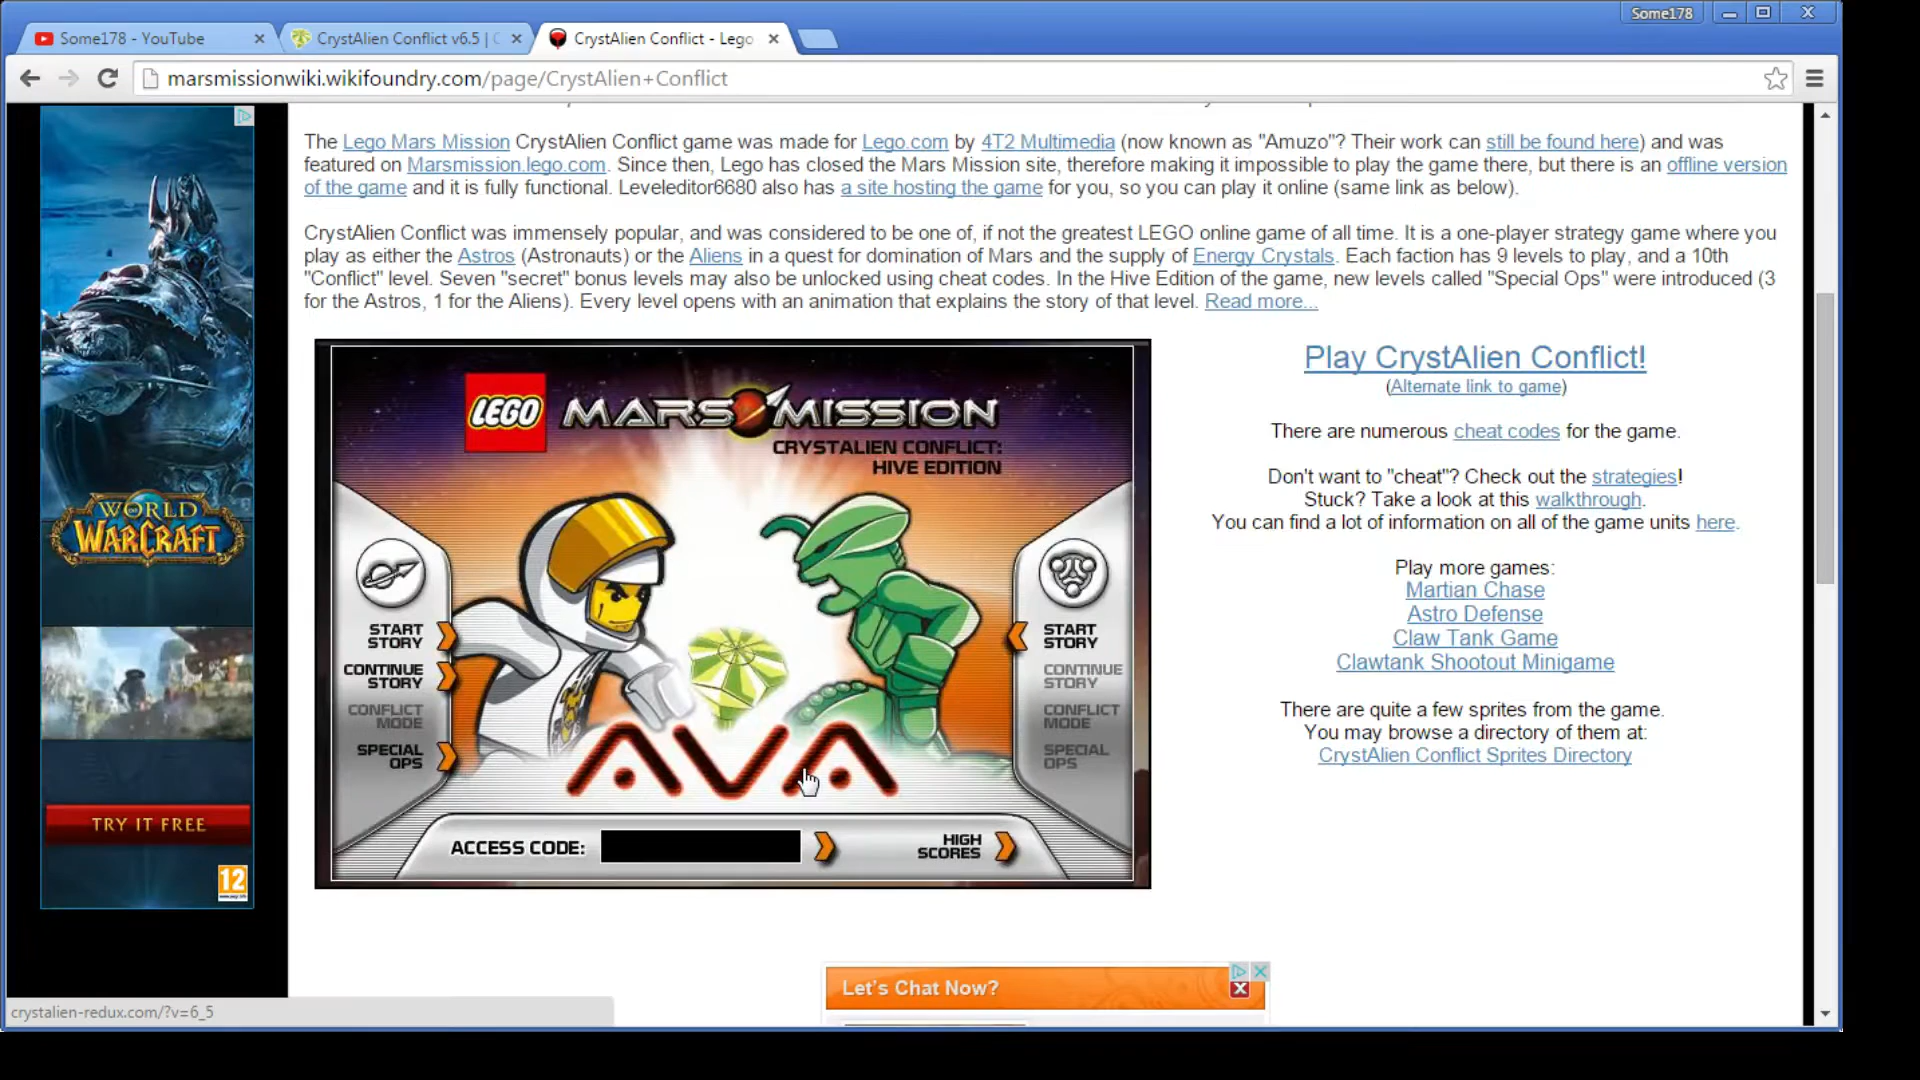 Some178
Some178 - YouTube
CrystAlien Conflict v6.5 |
CrystAlien Conflict - Lego
marsmissionwiki.wikifoundry.com/page/CrystAlien+Conflict
The Lego Mars Mission CrystAlien Conflict game was made for Lego.com by 4T2 Multimedia (now known as "Amuzo"? Their work can still be found here) and was
featured on Marsmission.lego.com. Since then, Lego has closed the Mars Mission site, therefore making it impossible to play the game there, but there is an offline version
of the game and it is fully functional. Leveleditor6680 also has a site hosting the game for you, so you can play it online (same link as below).
CrystAlien Conflict was immensely popular, and was considered to be one of, if not the greatest LEGO online game of all time. It is a one-player strategy game where you
play as either the Astros (Astronauts) or the Aliens in a quest for domination of Mars and the supply of Energy Crystals. Each faction has 9 levels to play, and a 10th
"Conflict" level. Seven "secret" bonus levels may also be unlocked using cheat codes. In the Hive Edition of the game, new levels called "Special Ops" were introduced (3
for the Astros, 1 for the Aliens). Every level opens with an animation that explains the story of that level. Read more...
WORLD
OF
WARCRAFT
TRY IT FREE
12
LEGO
MARS MISSION
CRYSTALIEN CONFLICT:
HIVE EDITION
START
STORY
CONTINUE
STORY
CONFLICT
MODE
SPECIAL
OPS
START
STORY
CONTINUE
STORY
CONFLICT
MODE
SPECIAL
OPS
AVA
ACCESS CODE:
HIGH
SCORES
Play CrystAlien Conflict!
(Alternate link to game)
There are numerous cheat codes for the game.
Don't want to "cheat"? Check out the strategies!
Stuck? Take a look at this walkthrough.
You can find a lot of information on all of the game units here.
Play more games:
Martian Chase
Astro Defense
Claw Tank Game
Clawtank Shootout Minigame
There are quite a few sprites from the game.
You may browse a directory of them at:
CrystAlien Conflict Sprites Directory
Let's Chat Now?
crystalien-redux.com/?v=6_5